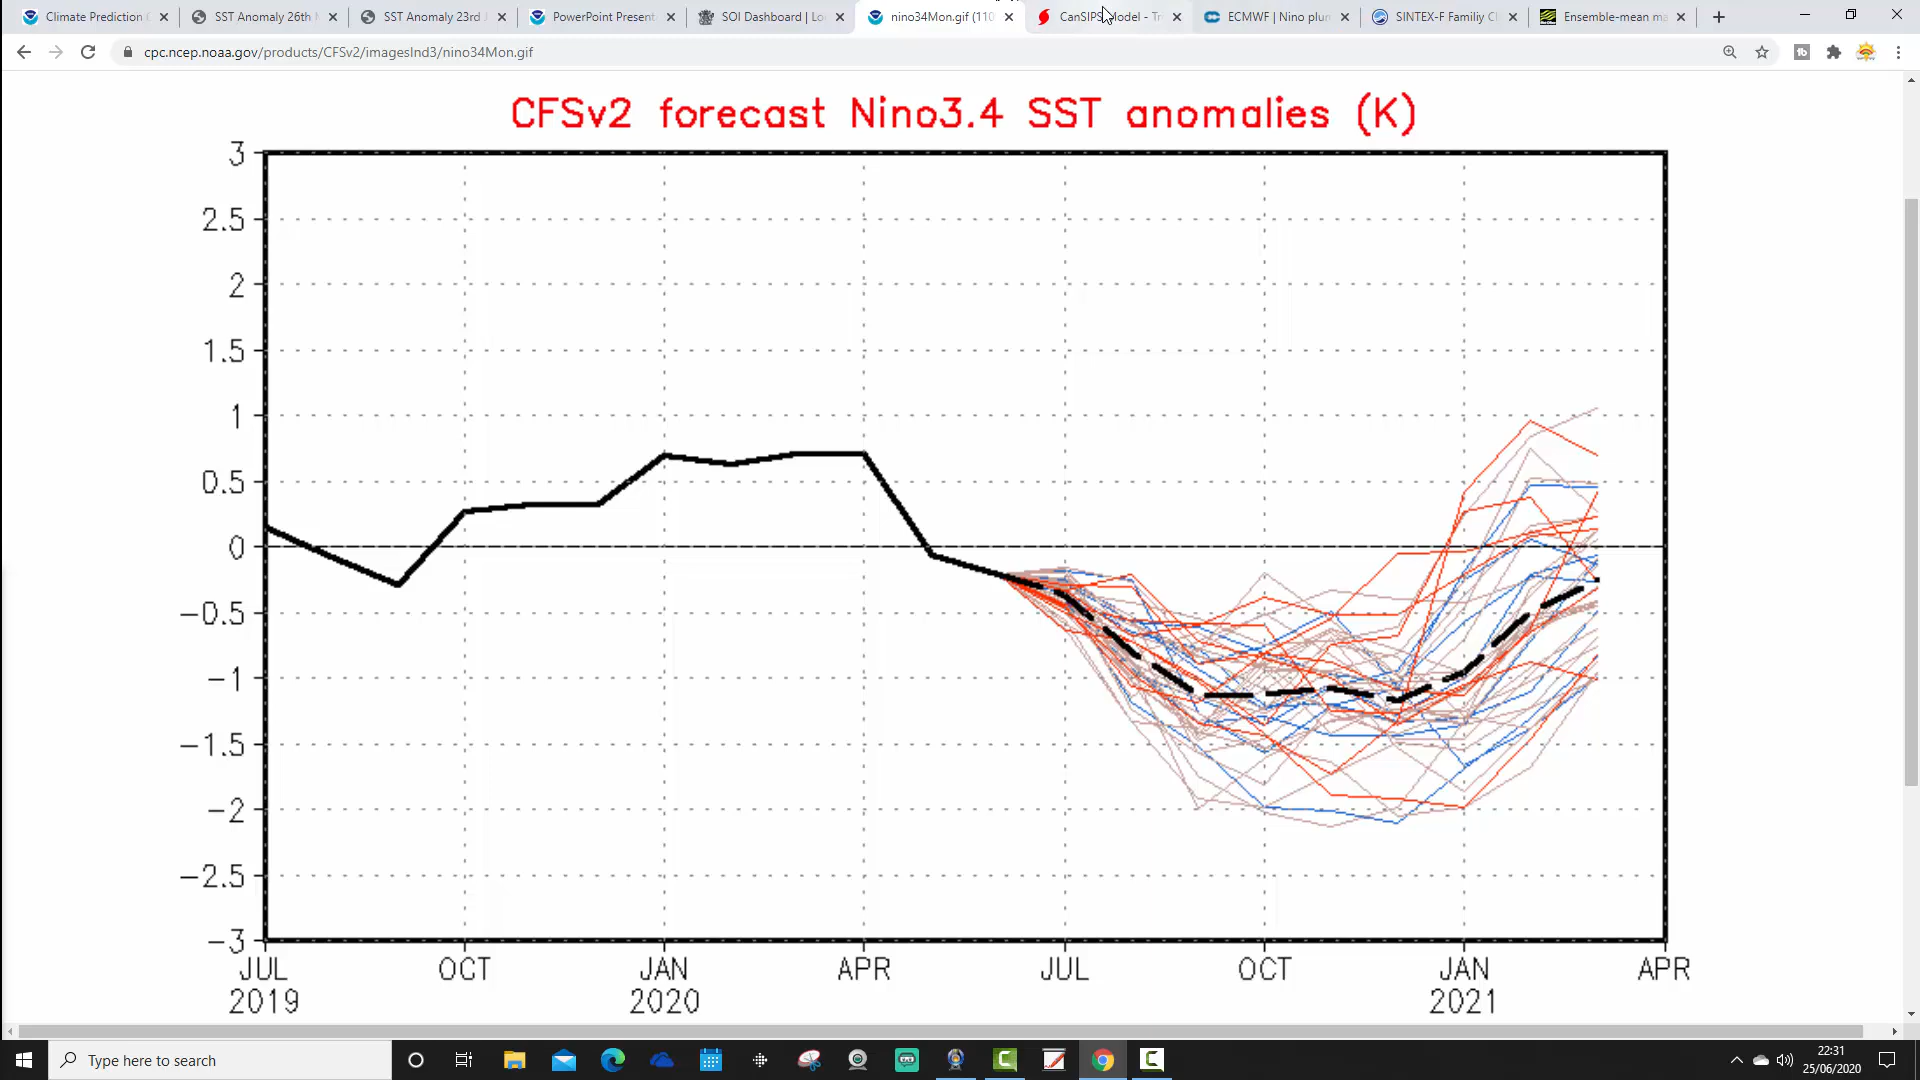 Climate Prediction
SST Anomaly 26th
SST Anomaly 23rd J
PowerPoint Present
SOI Dashboard | Lo
nino34Mon.gif (110
CanSIPS Model - Tr
ECMWF | Nino plum
SINTEX-F Familiy Cl
Ensemble-mean ma
cpc.ncep.noaa.gov/products/CFSv2/imagesInd3/nino34Mon.gif
CFSv2 forecast Nino3.4 SST anomalies (K)
3
2.5
2
1.5
1
0.5
0
-0.5
-1
-1.5
-2
-2.5
-3
JUL OCT JAN APR JUL OCT JAN APR
2019 2020 2021
Type here to search
22:31
25/06/2020